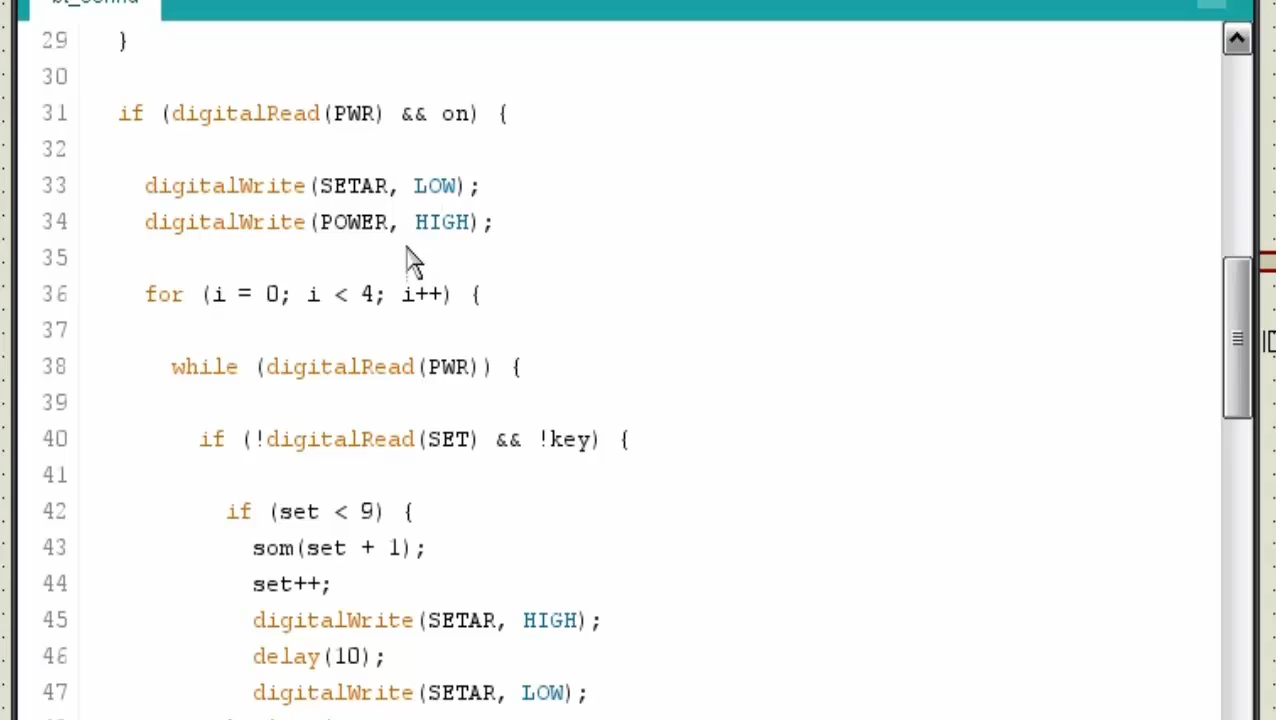 29 }
30
31 if (digitalRead(PWR) && on) {
32
33 digitalWrite(SETAR, LOW);
34 digitalWrite(POWER, HIGH);
35
36 for (i = 0; i < 4; i++) {
37
38 while (digitalRead(PWR)) {
39
40 if (!digitalRead(SET) && !key) {
41
42 if (set < 9) {
43 som(set + 1);
44 set++;
45 digitalWrite(SETAR, HIGH);
46 delay(10);
47 digitalWrite(SETAR, LOW);